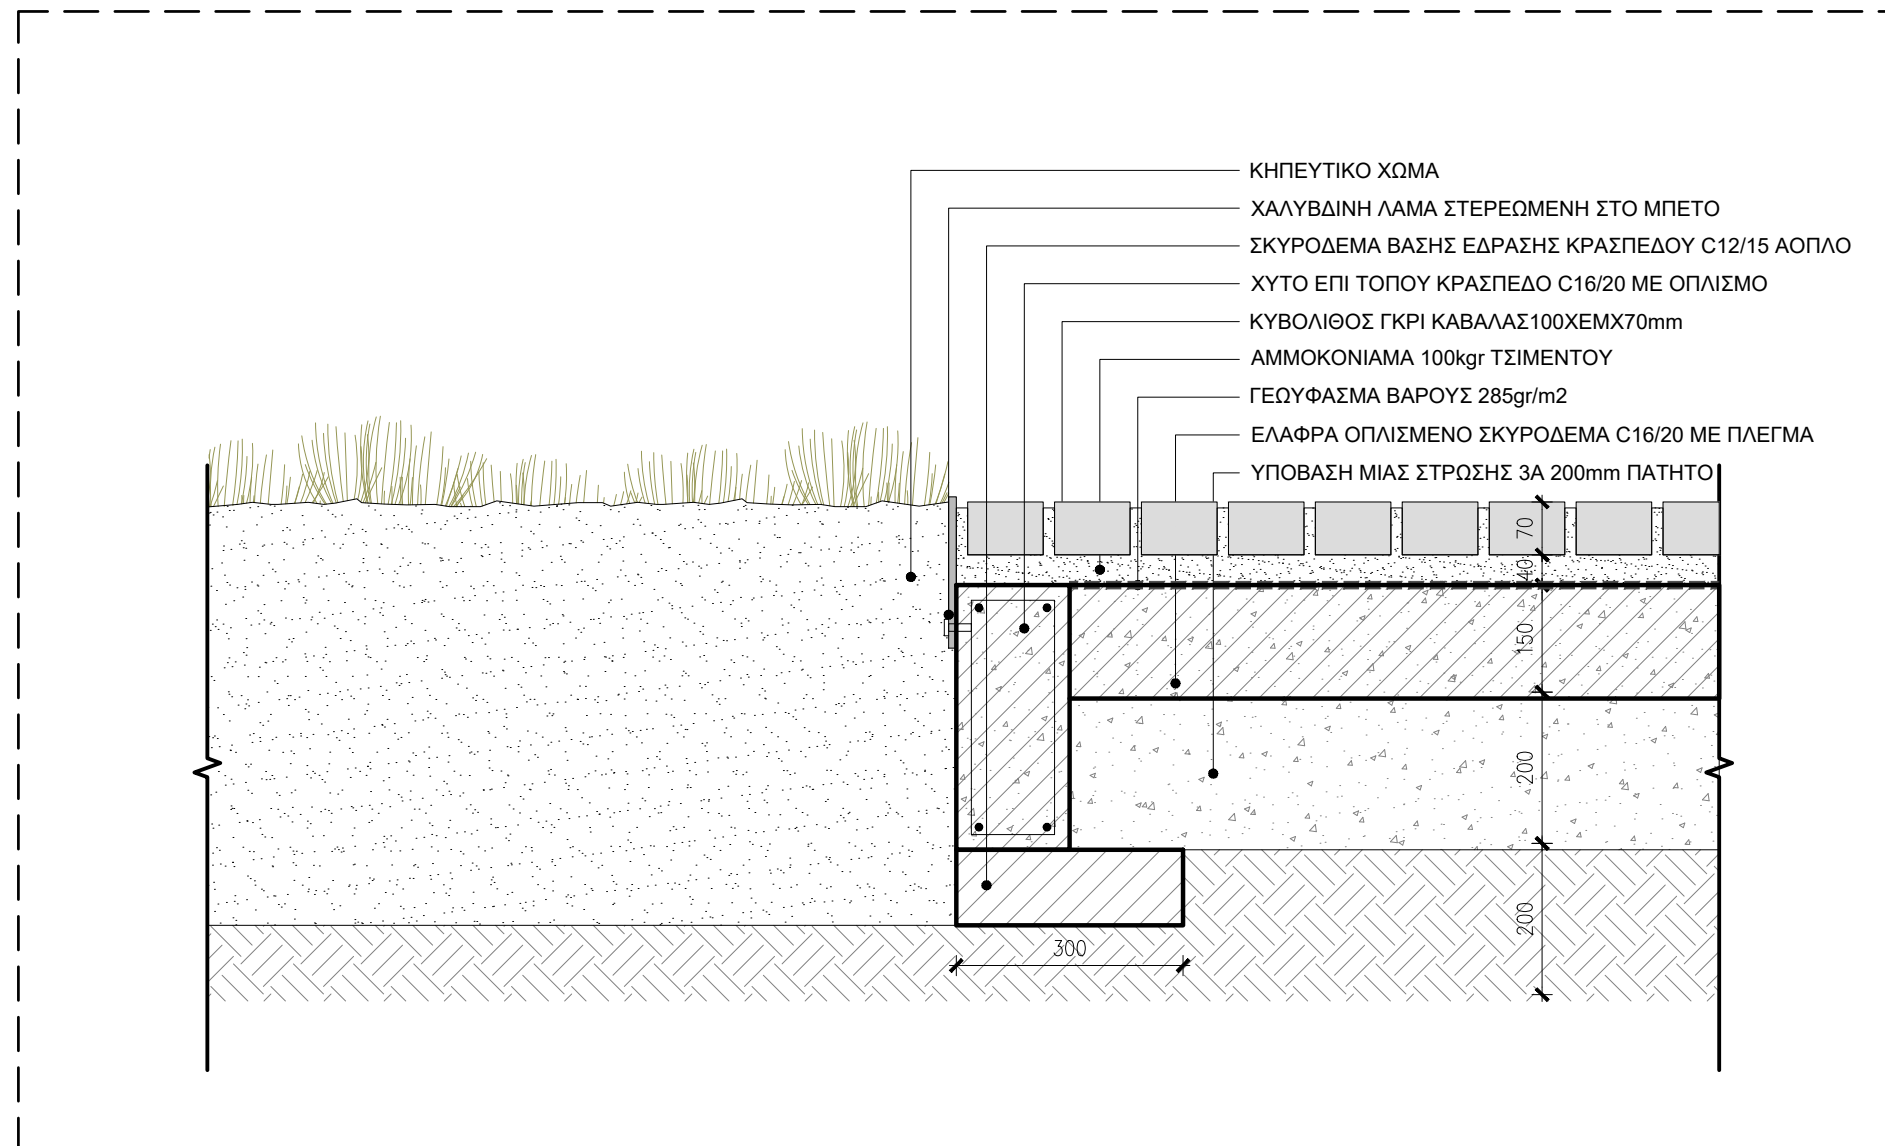 ΚΗΠΕΥΤΙΚΟ ΧΩΜΑ
ΧΑΛΥΒΔΙΝΗ ΛΑΜΑ ΣΤΕΡΕΩΜΕΝΗ ΣΤΟ ΜΠΕΤΟ
ΣΚΥΡΟΔΕΜΑ ΒΑΣΗΣ ΕΔΡΑΣΗΣ ΚΡΑΣΠΕΔΟΥ C12/15 ΑΟΠΛΟ
ΧΥΤΟ ΕΠΙ ΤΟΠΟΥ ΚΡΑΣΠΕΔΟ C16/20 ΜΕ ΟΠΛΙΣΜΟ
ΚΥΒΟΛΙΘΟΣ ΓΚΡΙ ΚΑΒΑΛΑΣ100ΧΕΜΧ70mm
ΑΜΜΟΚΟΝΙΑΜΑ 100kgr ΤΣΙΜΕΝΤΟΥ
ΓΕΩΥΦΑΣΜΑ ΒΑΡΟΥΣ 285gr/m2
ΕΛΑΦΡΑ ΟΠΛΙΣΜΕΝΟ ΣΚΥΡΟΔΕΜΑ C16/20 ΜΕ ΠΛΕΓΜΑ
ΥΠΟΒΑΣΗ ΜΙΑΣ ΣΤΡΩΣΗΣ 3Α 200mm ΠΑΤΗΤΟ
70
40
150
200
200
300